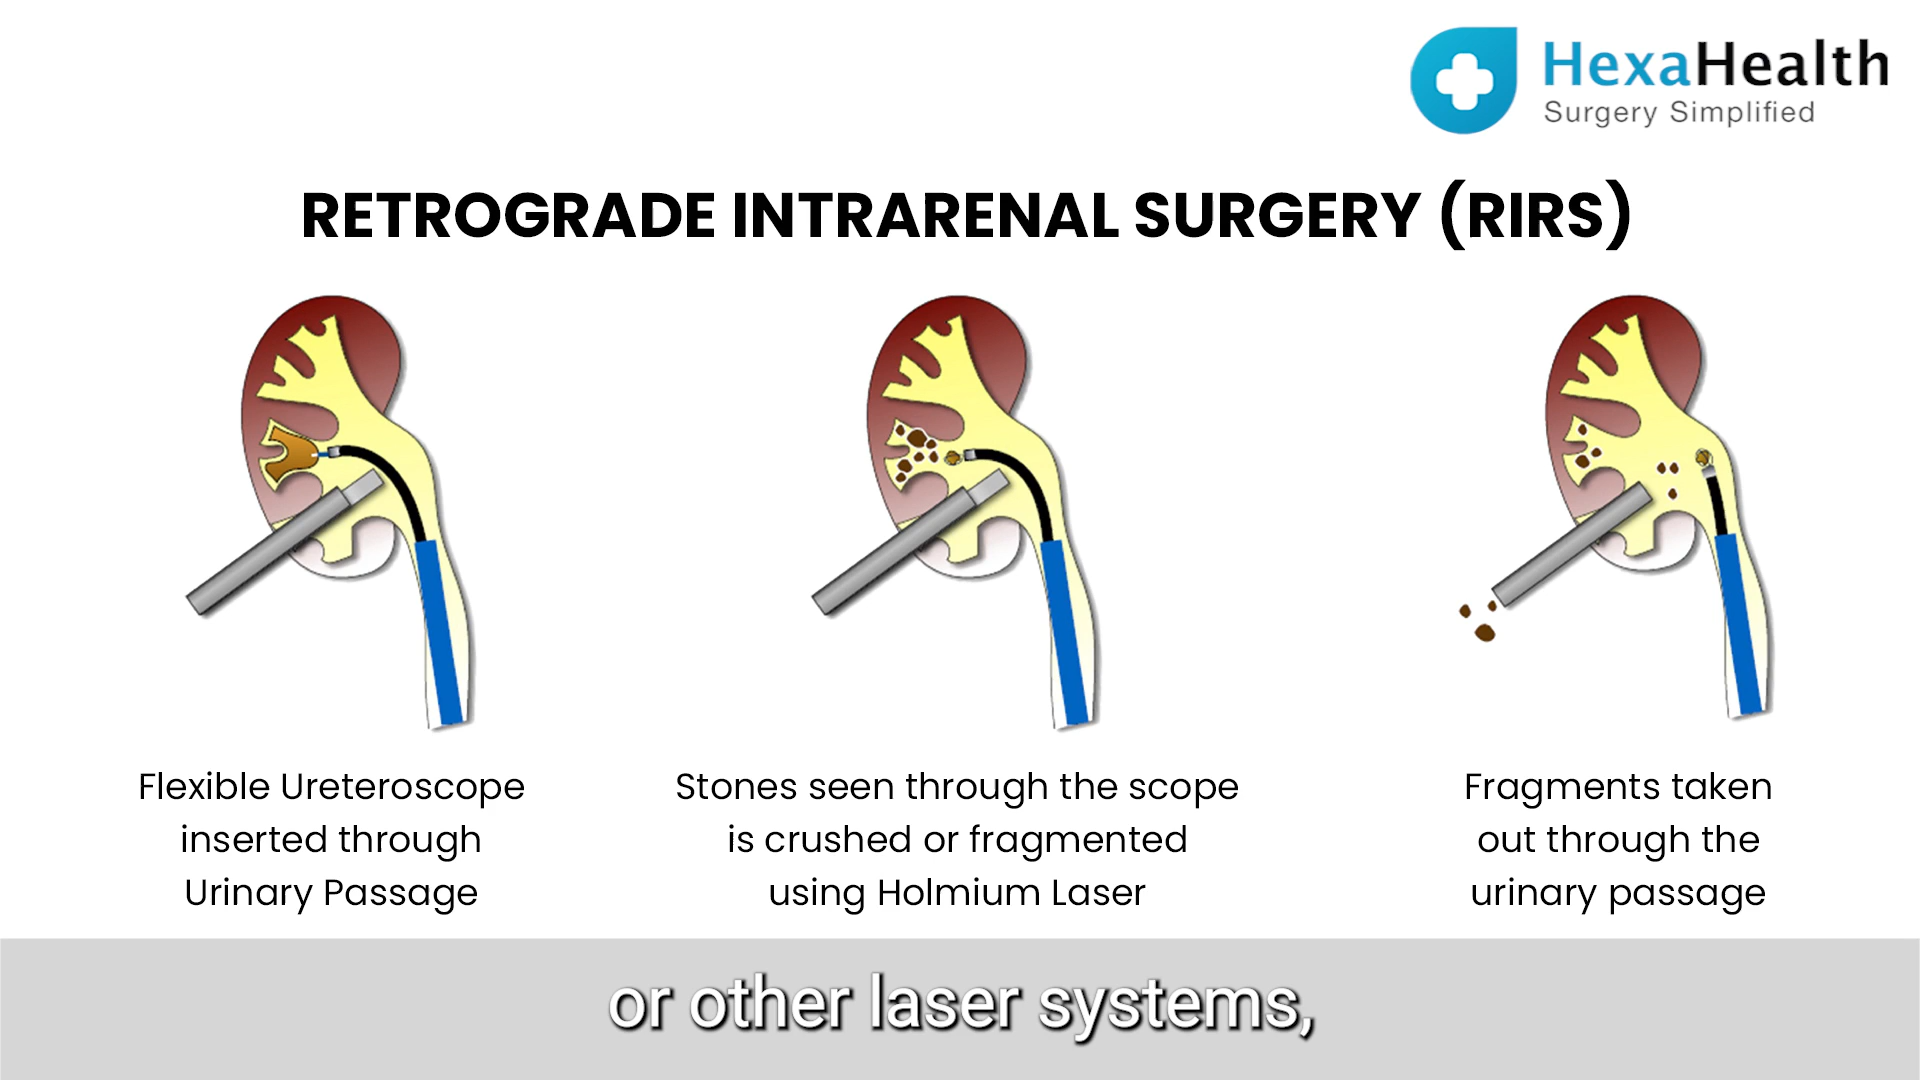 HexaHealth
Surgery Simplified
RETROGRADE INTRARENAL SURGERY (RIRS)
Flexible Ureteroscope
inserted through
Urinary Passage
Stones seen through the scope
is crushed or fragmented
using Holmium Laser
Fragments taken
out through the
urinary passage
or other laser systems,